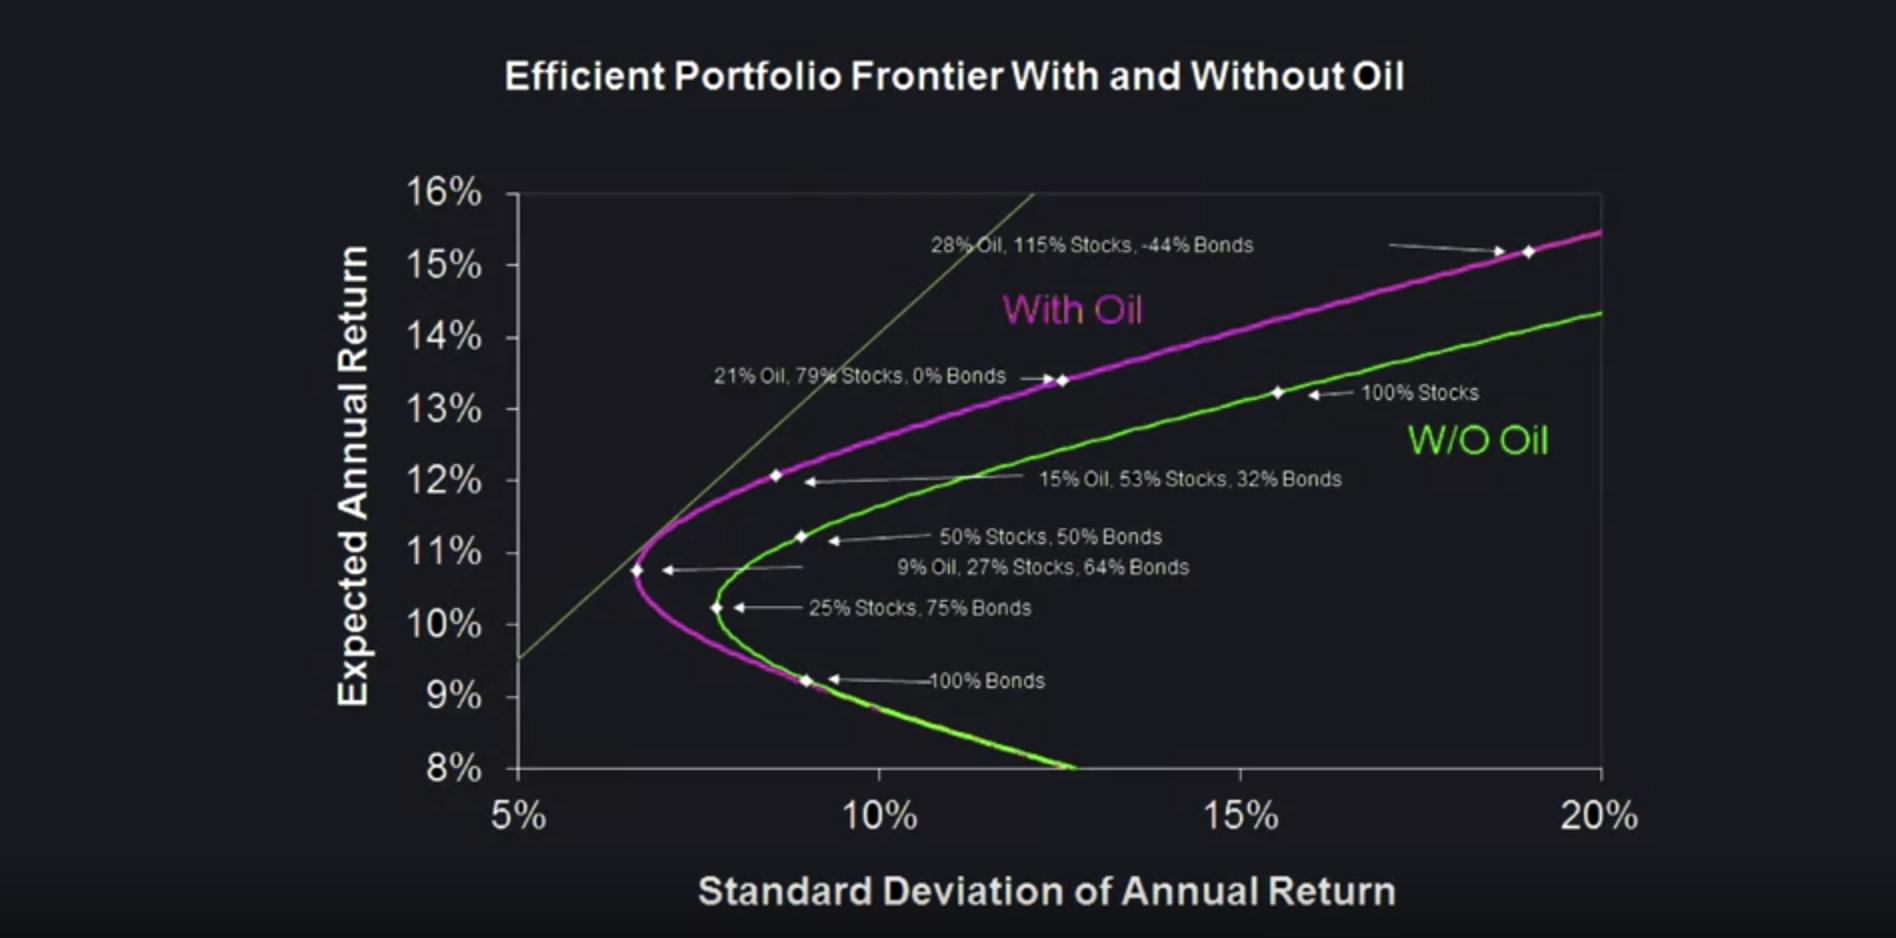 Efficient Portfolio Frontier With and Without Oil
Expected Annual Return
16%
15%
14%
13%
12%
11%
10%
9%
8%
28% Oil, 115% Stocks, -44% Bonds
With Oil
21% Oil, 79% Stocks, 0% Bonds
100% Stocks
W/O Oil
15% Oil, 53% Stocks, 32% Bonds
50% Stocks, 50% Bonds
9% Oil, 27% Stocks, 64% Bonds
25% Stocks, 75% Bonds
100% Bonds
5%
10%
15%
20%
Standard Deviation of Annual Return